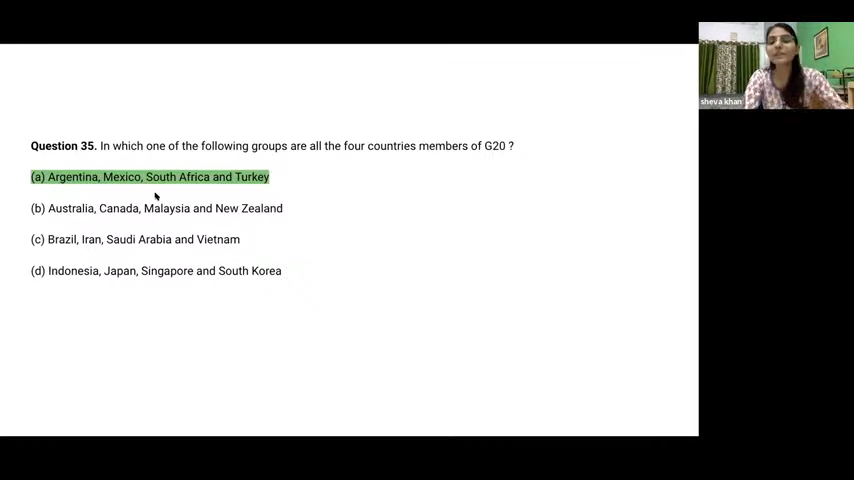 sheva khan
Question 35. In which one of the following groups are all the four countries members of G20 ?
(a) Argentina, Mexico, South Africa and Turkey
(b) Australia, Canada, Malaysia and New Zealand
(c) Brazil, Iran, Saudi Arabia and Vietnam
(d) Indonesia, Japan, Singapore and South Korea